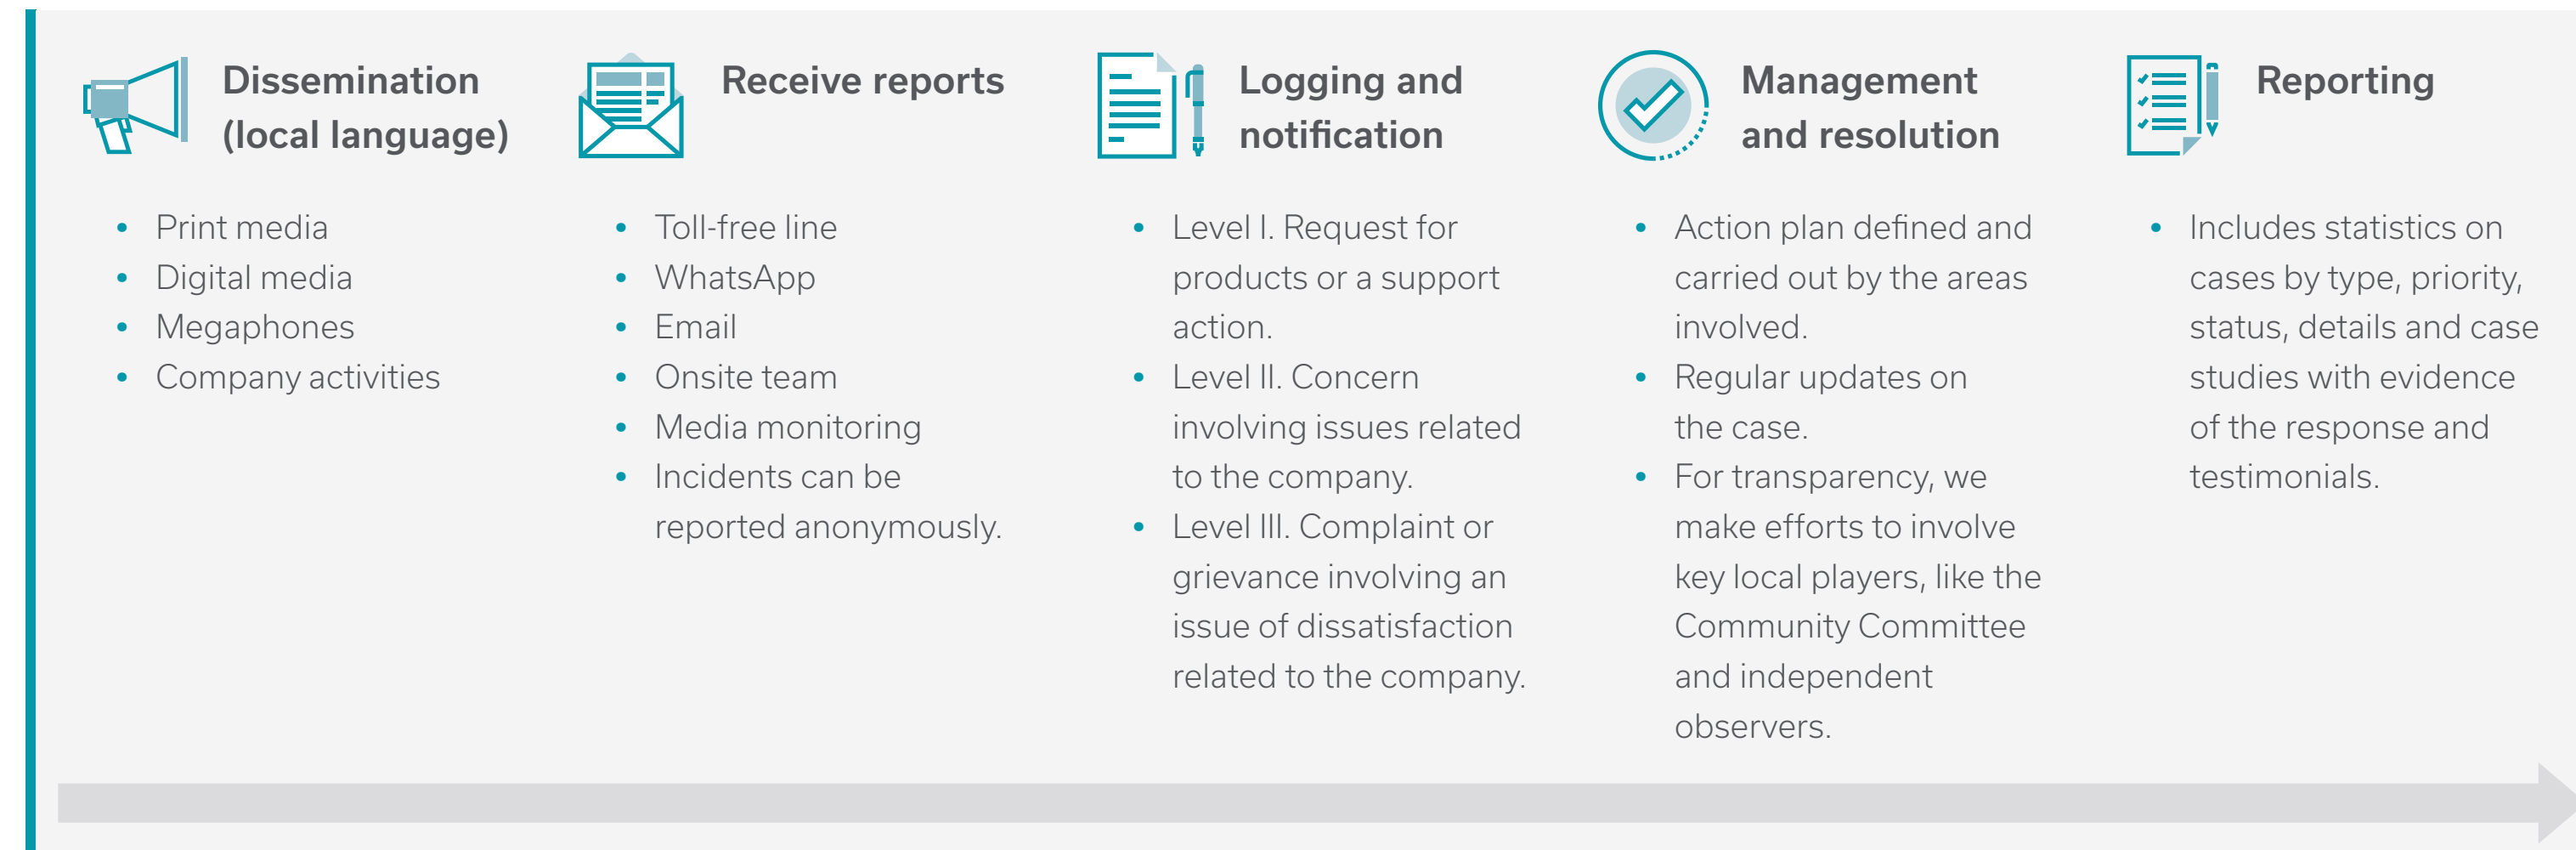 Dissemination
(local language)
• Print media
• Digital media
• Megaphones
• Company activities
Receive reports
• Toll-free line
• WhatsApp
• Email
• Onsite team
• Media monitoring
• Incidents can be
reported anonymously.
Logging and
notification
• Level I. Request for
products or a support
action.
• Level II. Concern
involving issues related
to the company.
• Level III. Complaint or
grievance involving an
issue of dissatisfaction
related to the company.
Management
and resolution
• Action plan defined and
carried out by the areas
involved.
• Regular updates on
the case.
• For transparency, we
make efforts to involve
key local players, like the
Community Committee
and independent
observers.
Reporting
• Includes statistics on
cases by type, priority,
status, details and case
studies with evidence
of the response and
testimonials.